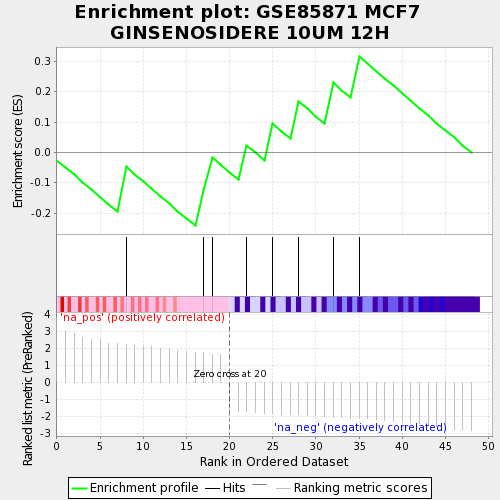 Enrichment plot: GSE85871 MCF7
GINSENOSIDERE 10UM 12H
Enrichment score (ES)
0.3
0.2
0.1
0.0
-0.1
-0.2
'na_pos' (positively correlated)
Zero cross at 20
'na_neg' (negatively correlated)
Ranked list metric (PreRanked)
4
3
2
1
0
-1
-2
-3
0 5 10 15 20 25 30 35 40 45 50
Rank in Ordered Dataset
Enrichment profile Hits Ranking metric scores